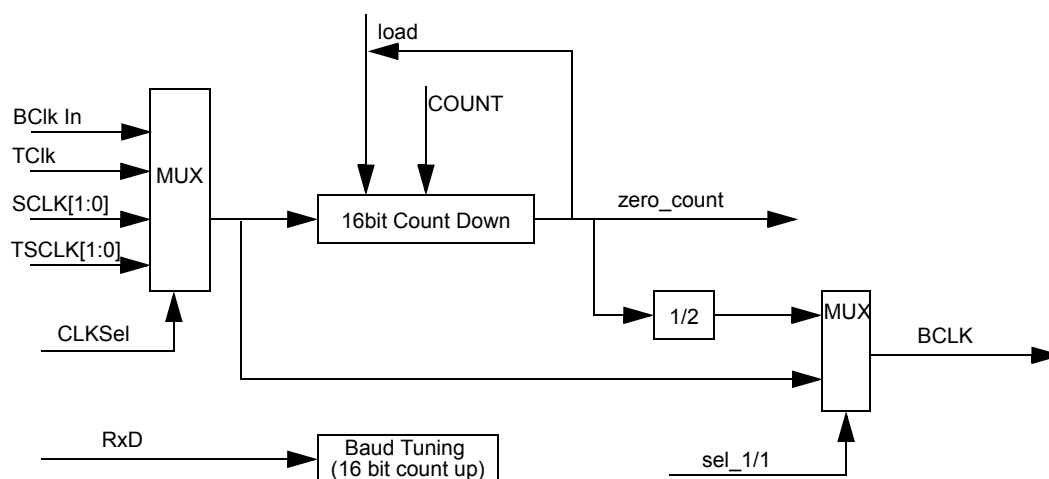 load
COUNT
BClk In
TClk
MUX
SCLK[1:0]
TSCLK[1:0]
16bit Count Down
zero_count
1/2
MUX
BCLK
CLKSel
RxD
Baud Tuning
(16 bit count up)
sel_1/1